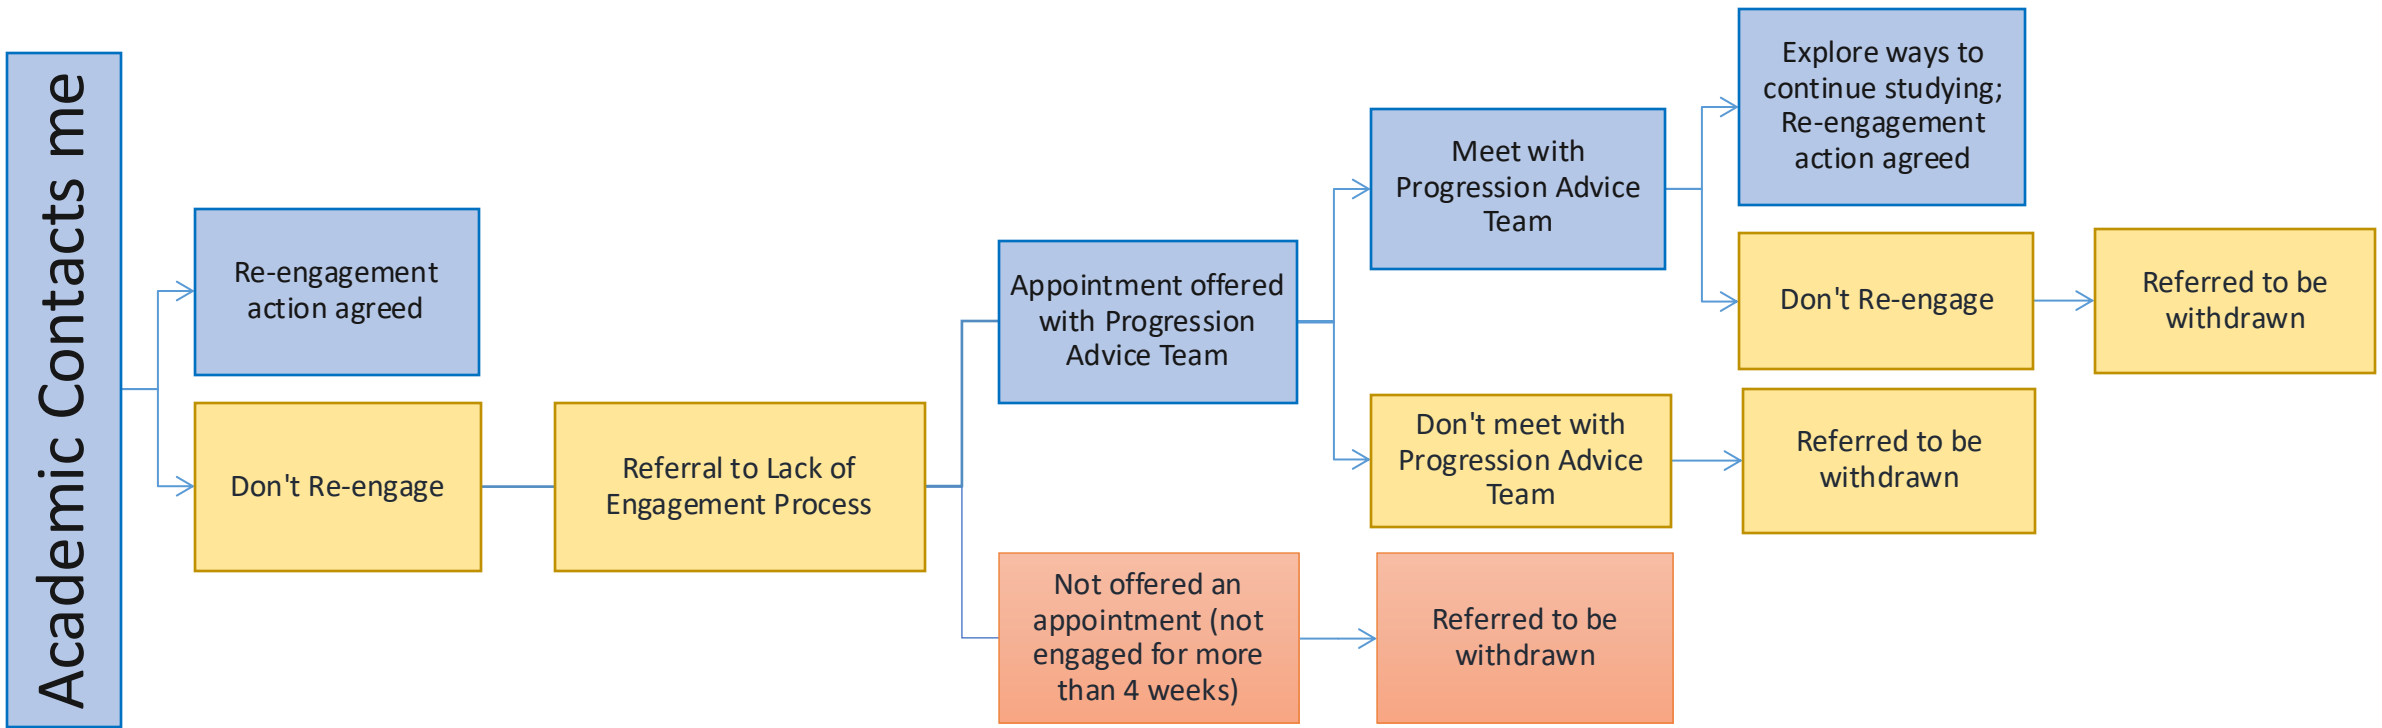 Academic Contacts me
Re-engagement
action agreed
Don't Re-engage
Referral to Lack of
Engagement Process
Appointment offered
with Progression
Advice Team
Not offered an
appointment (not
engaged for more
than 4 weeks)
Referred to be
withdrawn
Meet with
Progression Advice
Team
Don't meet with
Progression Advice
Team
Referred to be
withdrawn
Explore ways to
continue studying;
Re-engagement
action agreed
Don't Re-engage
Referred to be
withdrawn